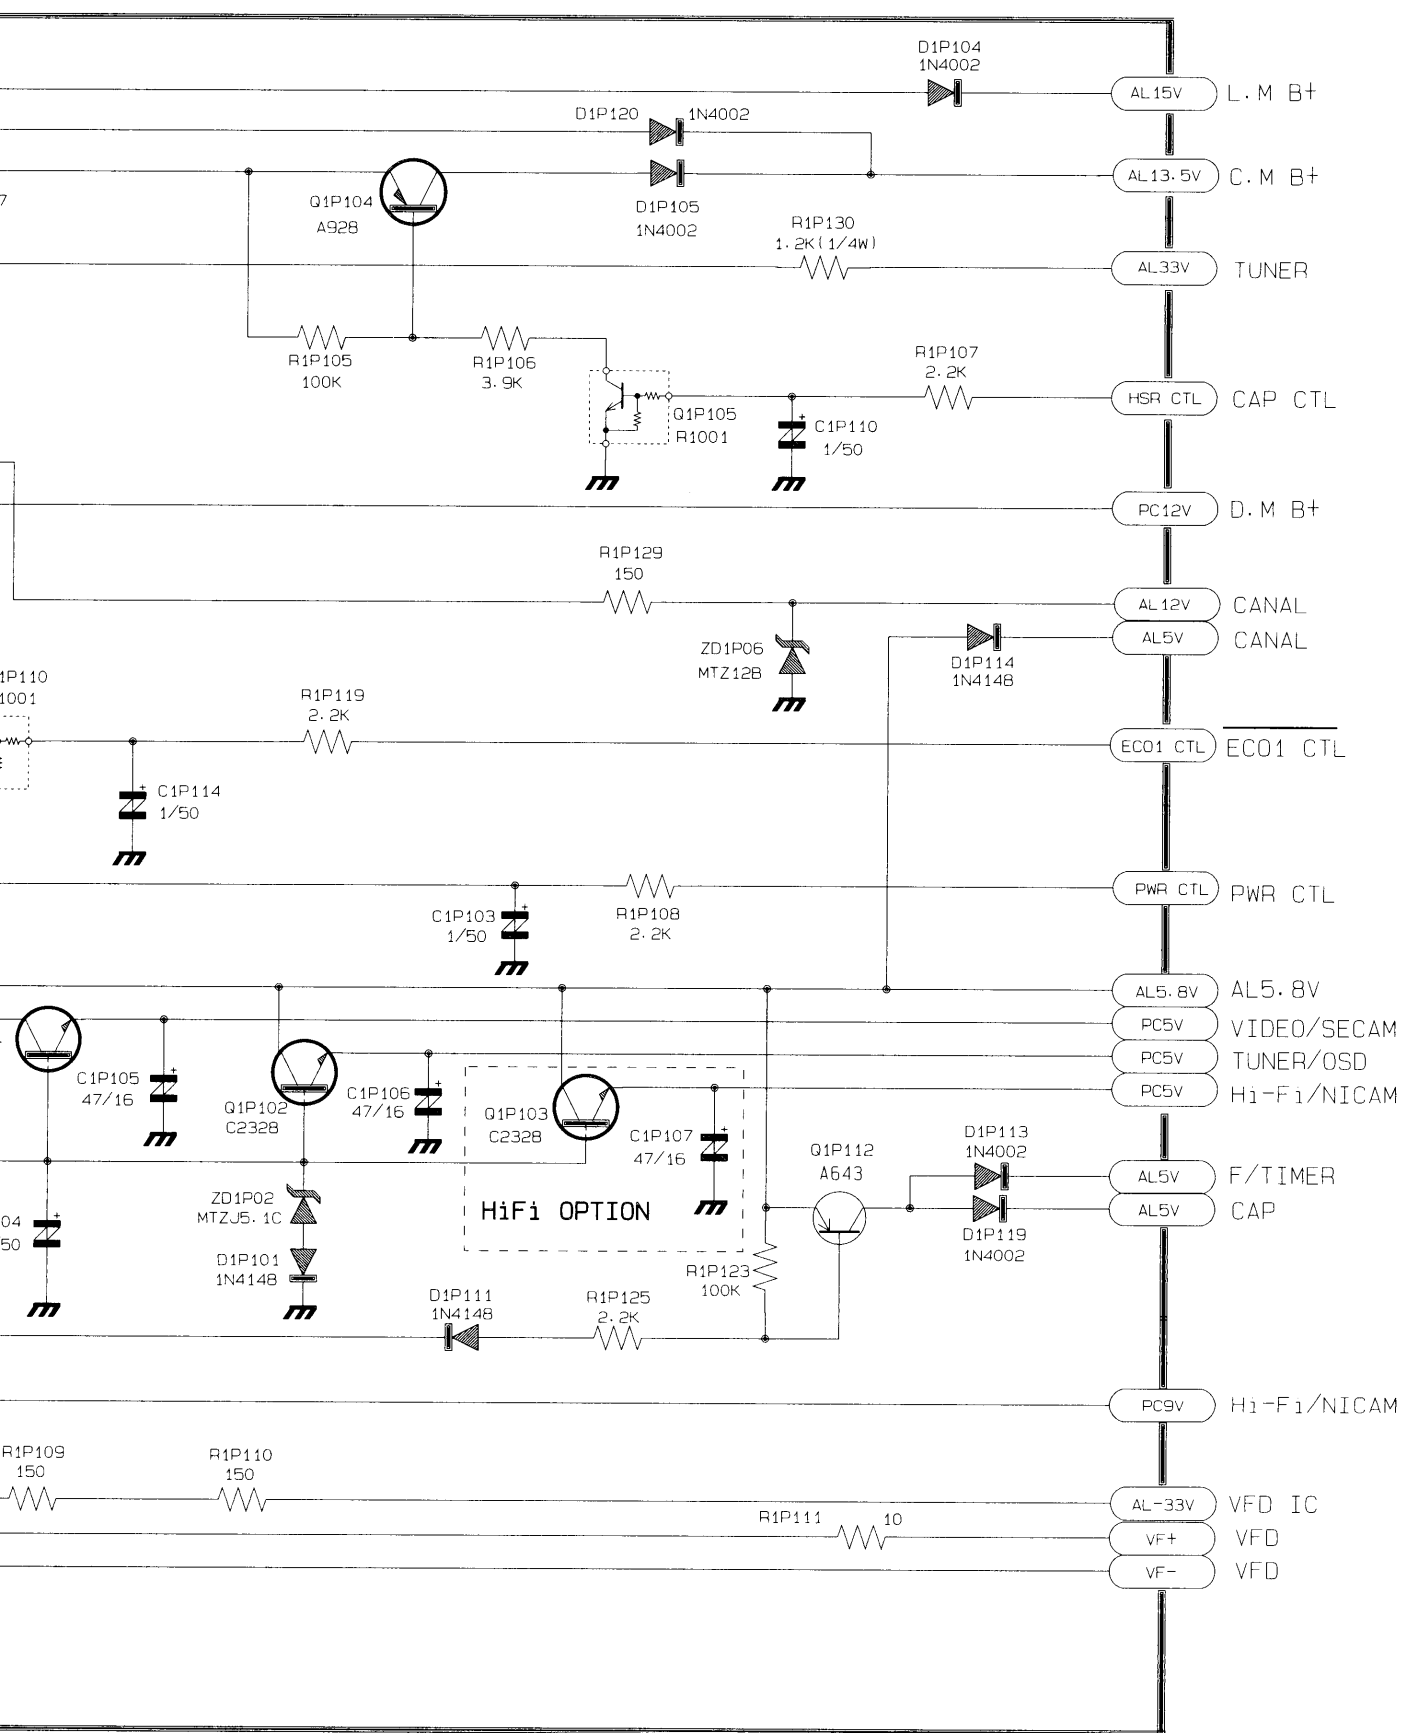 D1P104
1N4002
AL15V
L.M B+
D1P120
1N4002
AL13.5V
C.M B+
7
Q1P104
A928
D1P105
1N4002
R1P130
1.2K(1/4W)
AL33V
TUNER
R1P105
100K
R1P106
3.9K
R1P107
2.2K
HSR CTL
CAP CTL
Q1P105
R1001
C1P110
1/50
PC12V
D.M B+
R1P129
150
AL12V
CANAL
AL5V
CANAL
ZD1P06
MTZ12B
D1P114
1N4148
1P110
1001
R1P119
2.2K
ECO1 CTL
ECO1 CTL
C1P114
1/50
PWR CTL
PWR CTL
C1P103
1/50
R1P108
2.2K
AL5.8V
AL5.8V
PC5V
VIDEO/SECAM
PC5V
TUNER/OSD
PC5V
Hi-Fi/NICAM
C1P105
47/16
Q1P102
C2328
C1P106
47/16
Q1P103
C2328
C1P107
47/16
HiFi OPTION
Q1P112
A643
D1P113
1N4002
AL5V
F/TIMER
AL5V
CAP
D1P119
1N4002
04
50
ZD1P02
MTZJ5.1C
D1P101
1N4148
R1P123
100K
D1P111
1N4148
R1P125
2.2K
PC9V
Hi-Fi/NICAM
R1P109
150
R1P110
150
AL-33V
VFD IC
R1P111
10
VF+
VFD
VF-
VFD